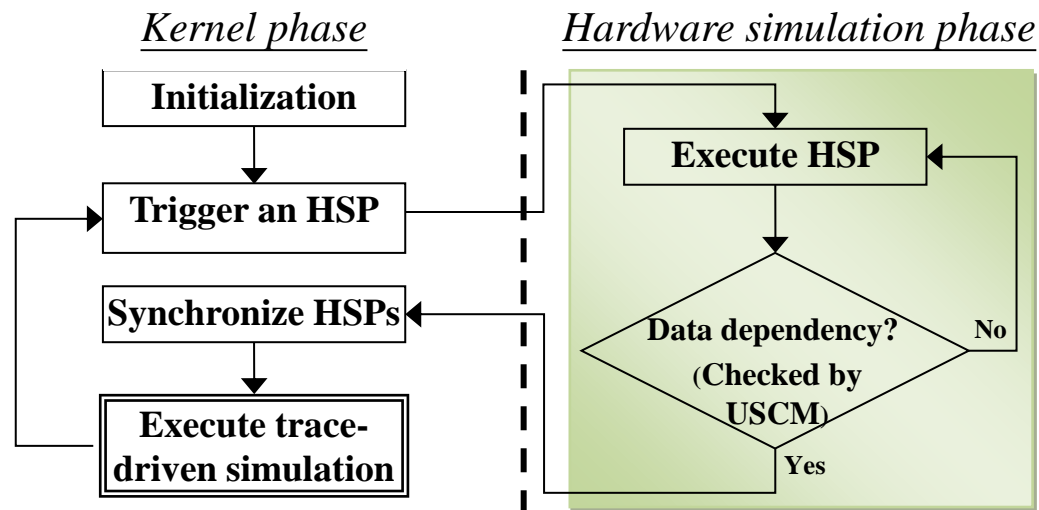 Kernel phase
Hardware simulation phase
Initialization
Trigger an HSP
Synchronize HSPs
Execute trace-
driven simulation
Execute HSP
Data dependency?
(Checked by
USCM)
No
Yes